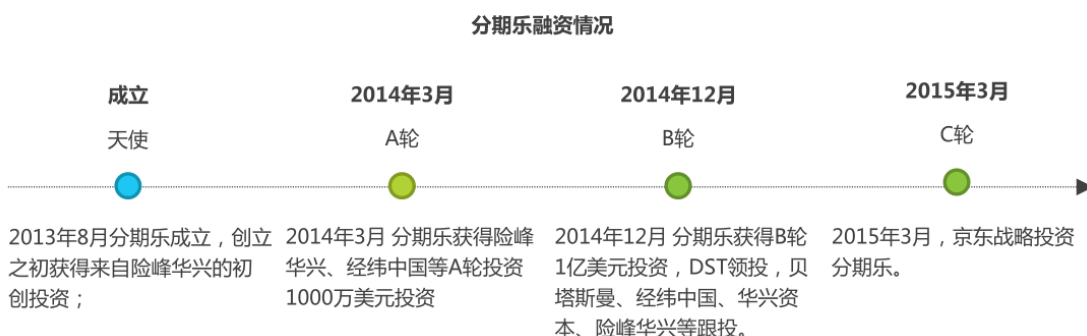 分期乐融资情况
成立
天使
2014年3月
A轮
2014年12月
B轮
2015年3月
C轮
2013年8月分期乐成立，创立
之初获得来自险峰华兴的初
创投资；
2014年3月 分期乐获得险峰
华兴、经纬中国等A轮投资
1000万美元投资
2014年12月 分期乐获得B轮
1亿美元投资，DST领投，贝
塔斯曼、经纬中国、华兴资
本、险峰华兴等跟投。
2015年3月，京东战略投资
分期乐。